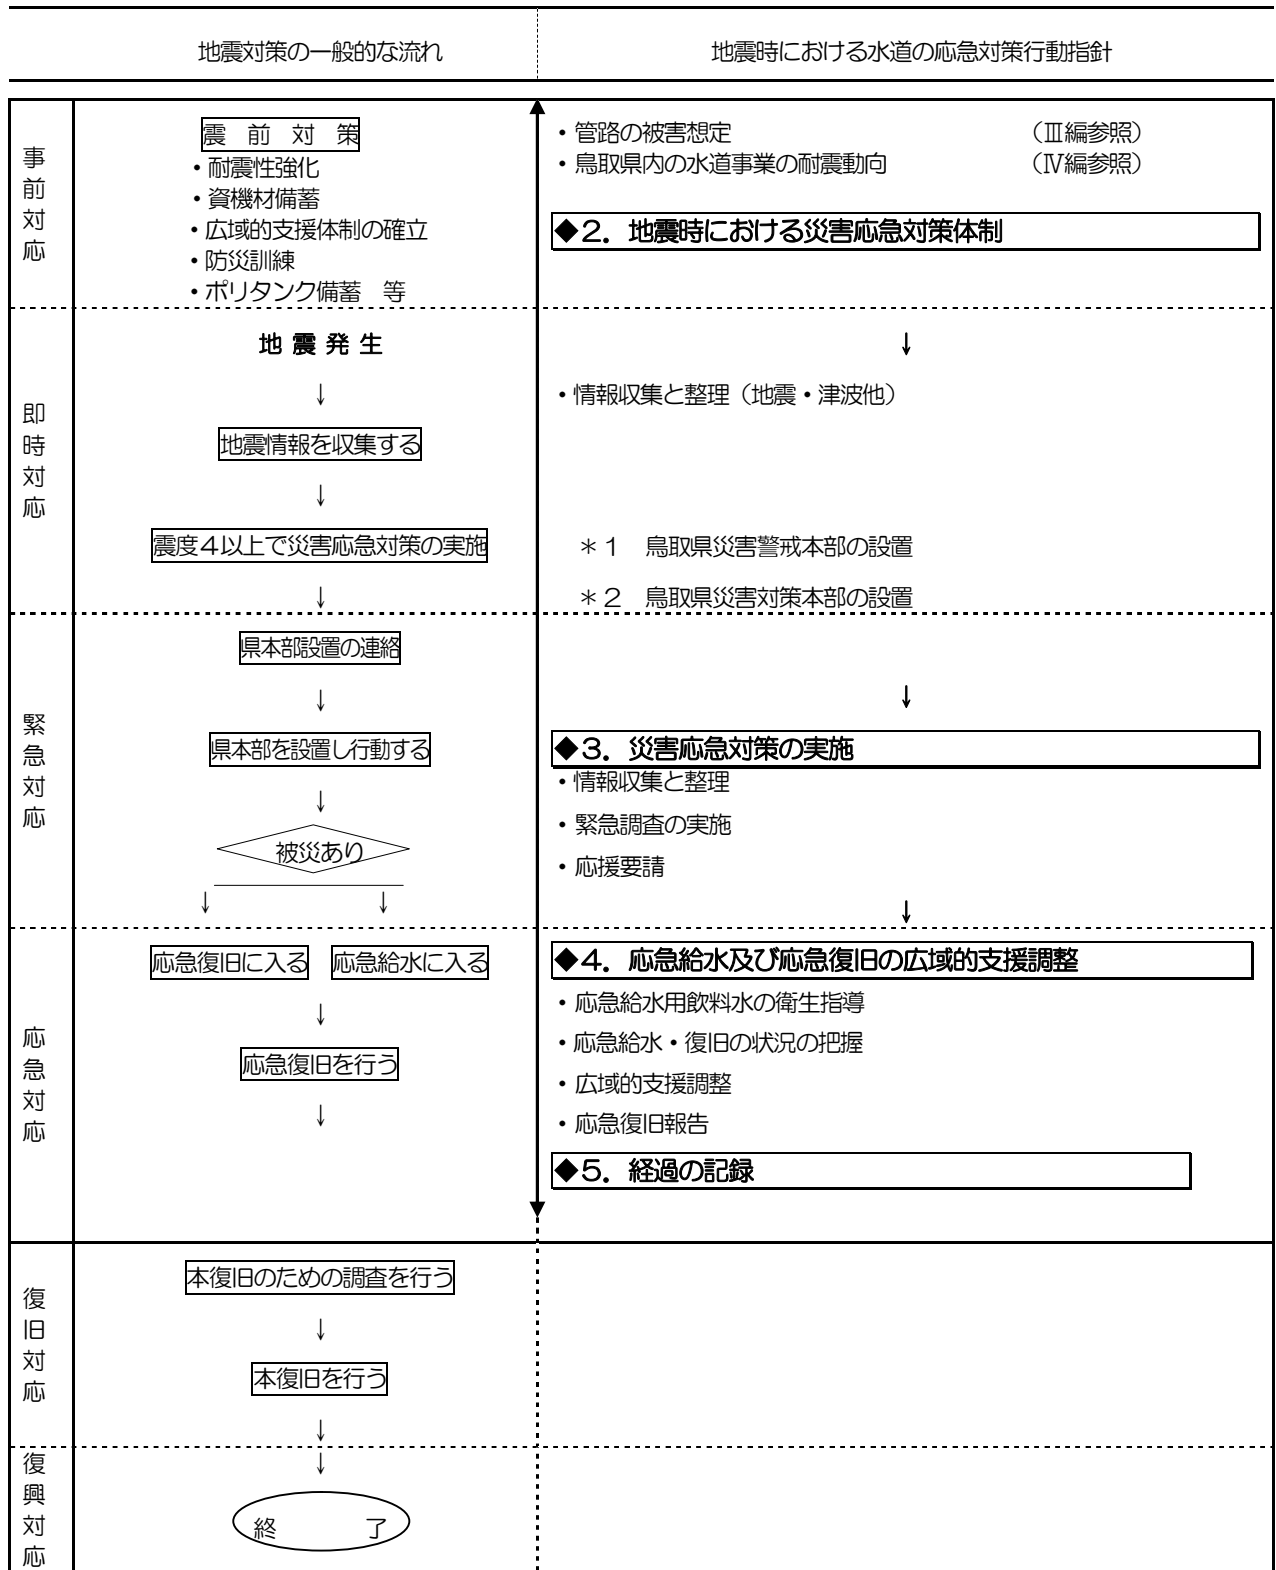 地震対策の一般的な流れ
地震時における水道の応急対策行動指針
事前対応
震　前　対　策
・耐震性強化
・資機材備蓄
・広域的支援体制の確立
・防災訓練
・ポリタンク備蓄　等
・管路の被害想定　（Ⅲ編参照）
・鳥取県内の水道事業の耐震動向　（Ⅳ編参照）
◆２．地震時における災害応急対策体制
即時対応
地 震 発 生
↓
↓
・情報収集と整理（地震・津波他）
地震情報を収集する
↓
震度４以上で災害応急対策の実施
＊１　鳥取県災害警戒本部の設置
↓
＊２　鳥取県災害対策本部の設置
緊急対応
県本部設置の連絡
↓
↓
県本部を設置し行動する
◆３．災害応急対策の実施
・情報収集と整理
↓
・緊急調査の実施
被災あり
・応援要請
↓　↓
↓
応急対応
応急復旧に入る　応急給水に入る
◆４．応急給水及び応急復旧の広域的支援調整
・応急給水用飲料水の衛生指導
↓
・応急給水・復旧の状況の把握
応急復旧を行う
・広域的支援調整
↓
・応急復旧報告
◆５．経過の記録
復旧対応
本復旧のための調査を行う
↓
本復旧を行う
↓
復興対応
↓
終　　　了